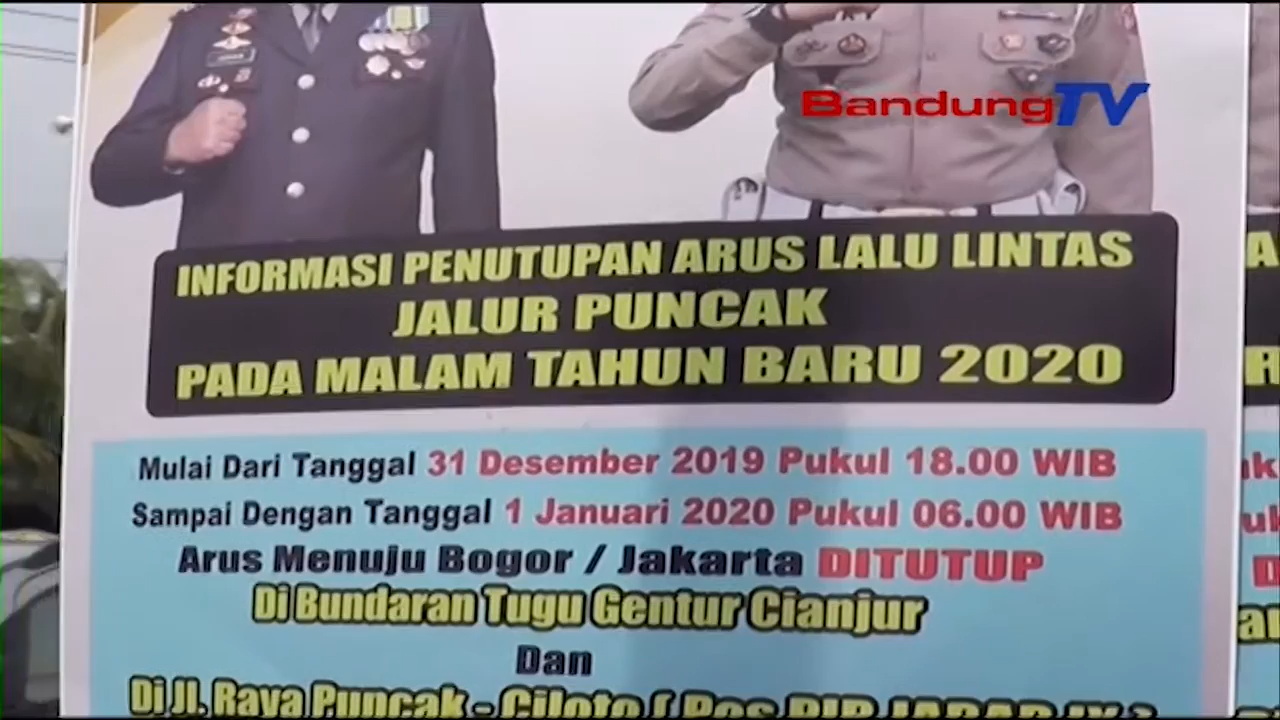 BandungTV
INFORMASI PENUTUPAN ARUS LALU LINTAS
JALUR PUNCAK
PADA MALAM TAHUN BARU 2020
Mulai Dari Tanggal 31 Desember 2019 Pukul 18.00 WIB
Sampai Dengan Tanggal 1 Januari 2020 Pukul 06.00 WIB
Arus Menuju Bogor / Jakarta DITUTUP
Di Bundaran Tugu Gentur Cianjur
Dan
Di Jl. Raya Puncak - Ciloto ( Pos